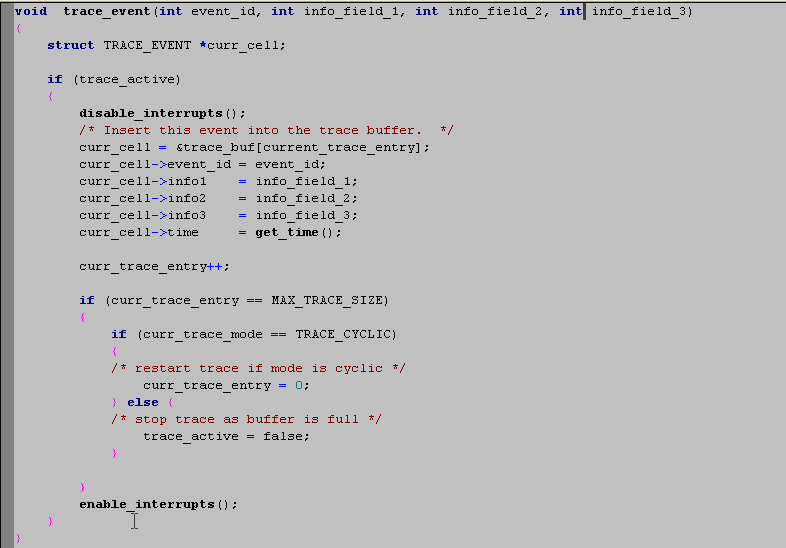 void  trace_event(int event_id, int info_field_1, int info_field_2, int info_field_3)
{
    struct TRACE_EVENT *curr_cell;

    if (trace_active)
    {
        disable_interrupts();
        /* Insert this event into the trace buffer.  */
        curr_cell = &trace_buf[current_trace_entry];
        curr_cell->event_id = event_id;
        curr_cell->info1    = info_field_1;
        curr_cell->info2    = info_field_2;
        curr_cell->info3    = info_field_3;
        curr_cell->time     = get_time();

        curr_trace_entry++;

        if (curr_trace_entry == MAX_TRACE_SIZE)
        {
            if (curr_trace_mode == TRACE_CYCLIC)
            {
            /* restart trace if mode is cyclic */
                curr_trace_entry = 0;
            } else {
            /* stop trace as buffer is full */
                trace_active = false;
            }

        }
        enable_interrupts();
    }
}